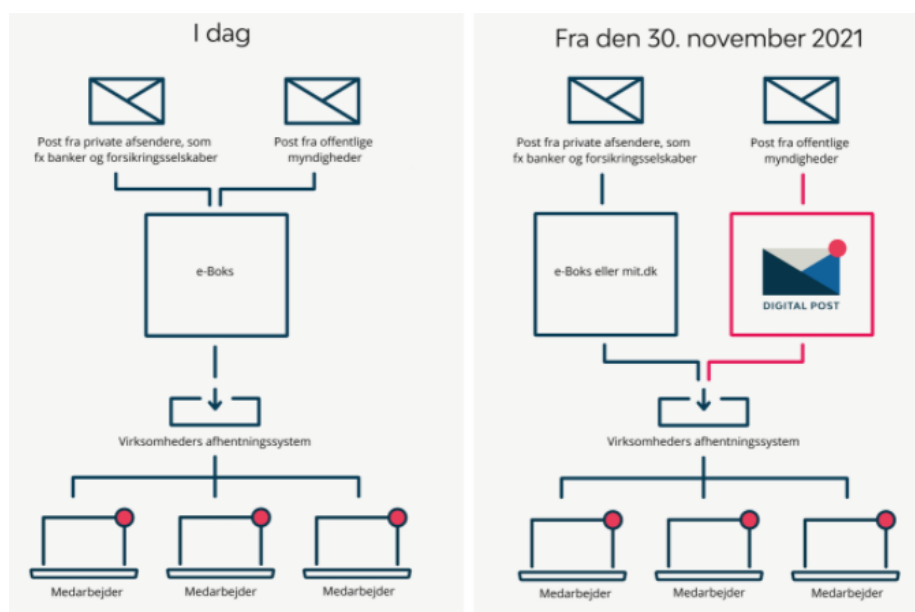 I dag
Post fra private afsendere, som
fx banker og forsikringsselskaber
Post fra offentlige
myndigheder
e-Boks
Virksomheders afhentningssystem
Medarbejder
Medarbejder
Medarbejder
Fra den 30. november 2021
Post fra private afsendere, som
fx banker og forsikringsselskaber
Post fra offentlige
myndigheder
e-Boks eller mit.dk
DIGITAL POST
Virksomheders afhentningssystem
Medarbejder
Medarbejder
Medarbejder